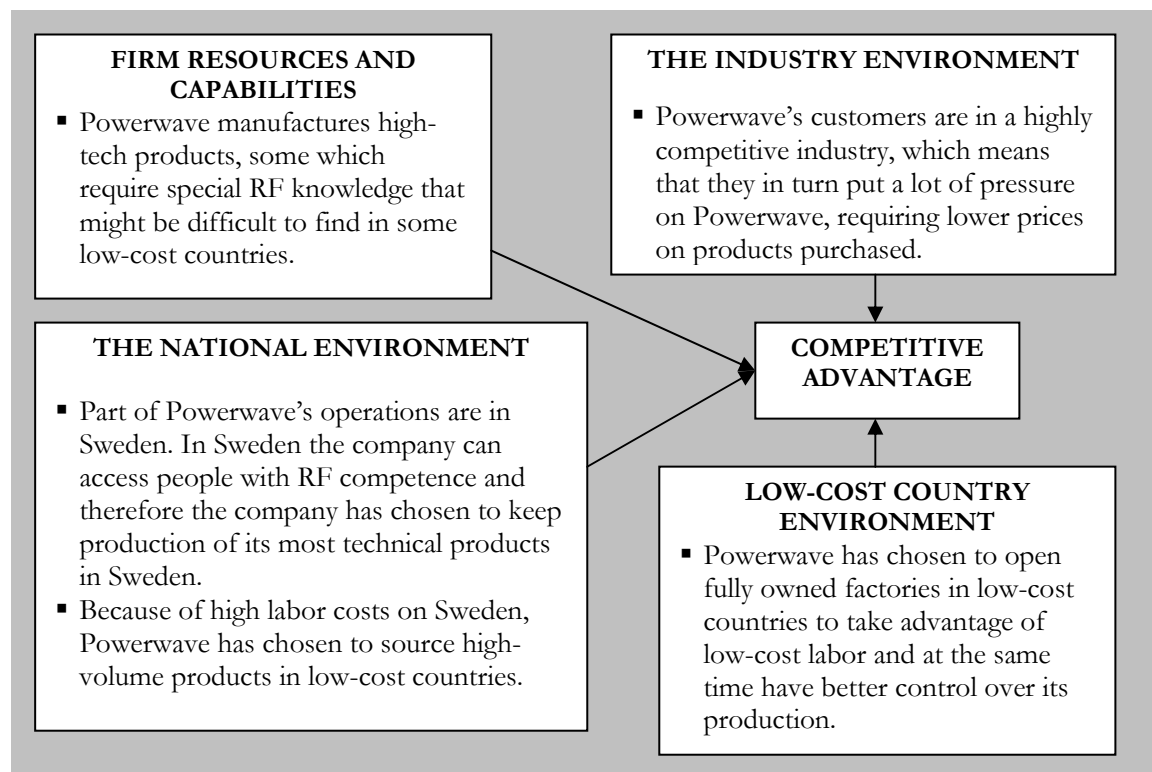 FIRM RESOURCES AND
CAPABILITIES
▪ Powerwave manufactures high-
tech products, some which
require special RF knowledge that
might be difficult to find in some
low-cost countries.
THE INDUSTRY ENVIRONMENT
▪ Powerwave’s customers are in a highly
competitive industry, which means
that they in turn put a lot of pressure
on Powerwave, requiring lower prices
on products purchased.
THE NATIONAL ENVIRONMENT
▪ Part of Powerwave’s operations are in
Sweden. In Sweden the company can
access people with RF competence and
therefore the company has chosen to keep
production of its most technical products
in Sweden.
▪ Because of high labor costs on Sweden,
Powerwave has chosen to source high-
volume products in low-cost countries.
COMPETITIVE
ADVANTAGE
LOW-COST COUNTRY
ENVIRONMENT
▪ Powerwave has chosen to open
fully owned factories in low-cost
countries to take advantage of
low-cost labor and at the same
time have better control over its
production.